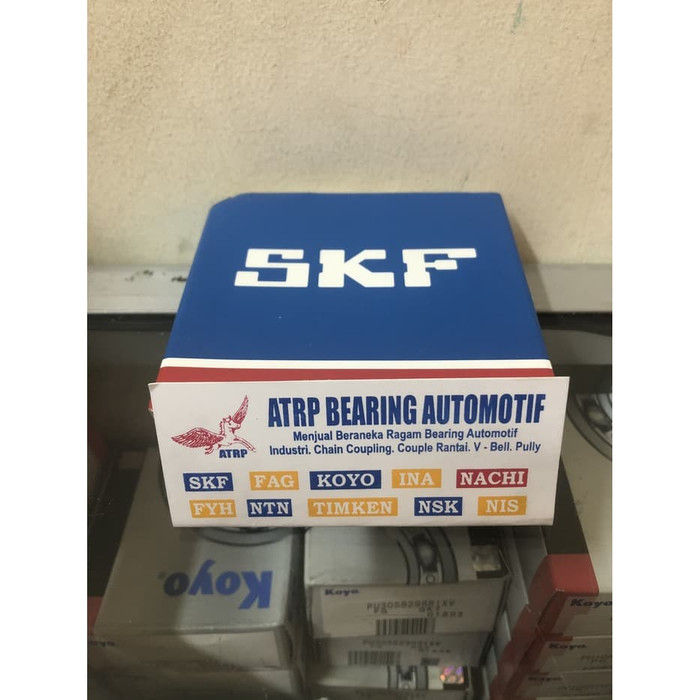 SKF
ATRP BEARING AUTOMOTIF
Menjual Beraneka Ragam Bearing Automotif
Industri. Chain Coupling. Couple Rantai. V - Bell. Pully
ATRP
SKF FAG KOYO INA NACHI
FYH NTN TIMKEN NSK NIS
Koyo
Koyo
Koyo
Koyo